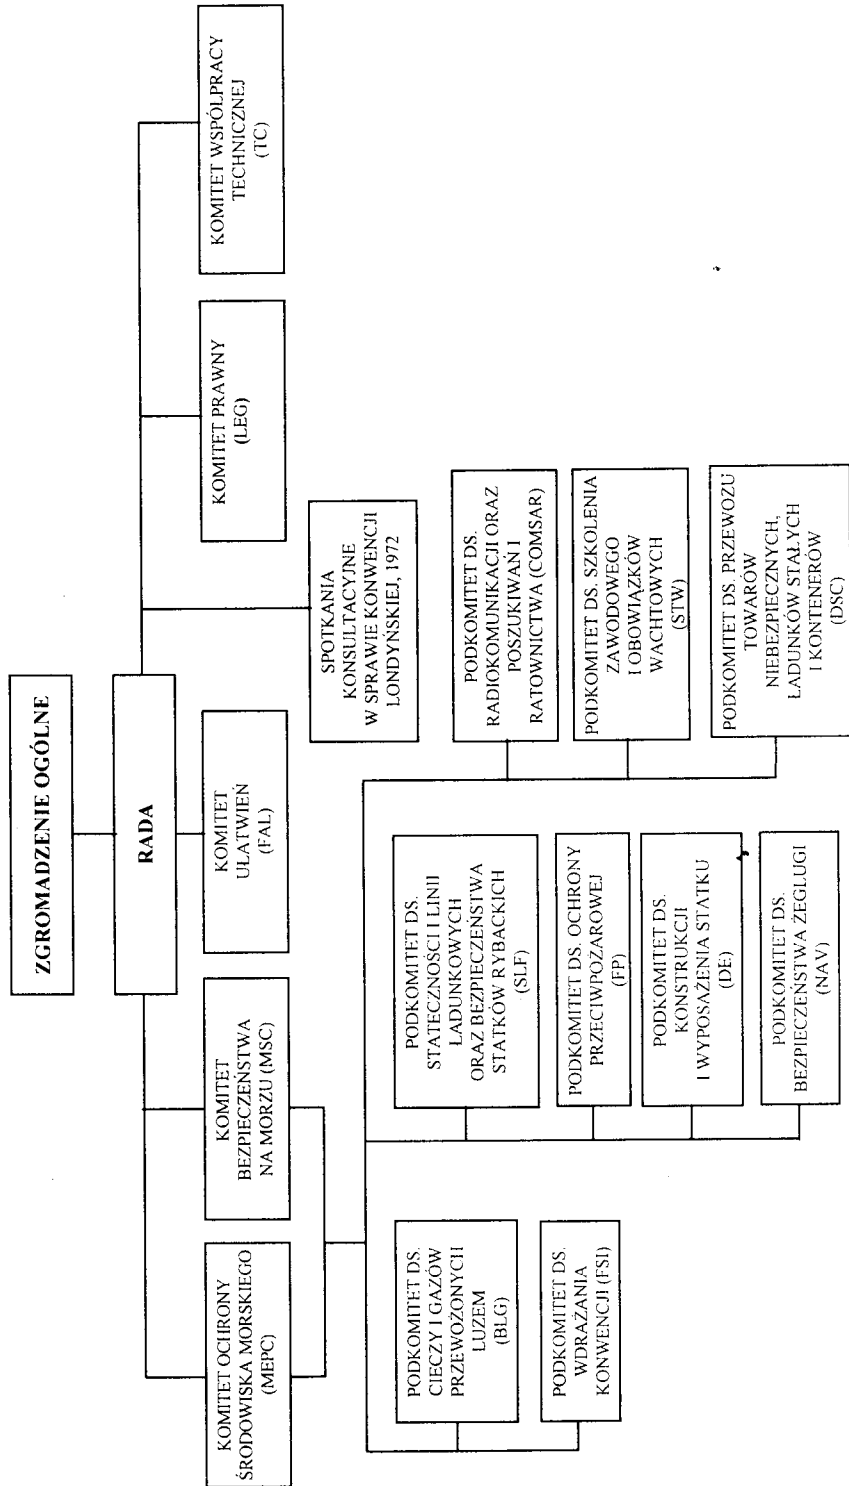 ZGROMADZENIE OGÓLNE
RADA
KOMITET OCHRONY
ŚRODOWISKA MORSKIEGO
(MEPC)
KOMITET
BEZPIECZEŃSTWA
NA MORZU (MSC)
KOMITET
UŁATWIEŃ
(FAL)
KOMITET PRAWNY
(LEG)
KOMITET WSPÓŁPRACY
TECHNICZNEJ
(TC)
SPOTKANIA
KONSULTACYJNE
W SPRAWIE KONWENCJI
LONDYŃSKIEJ, 1972
PODKOMITET DS.
CIECZY I GAZÓW
PRZEWOŻONYCH
LUZEM
(BLG)
PODKOMITET DS.
WDRAŻANIA
KONWENCJI (FSI)
PODKOMITET DS.
STATECZNOŚCI I LINII
ŁADUNKOWYCH
ORAZ BEZPIECZEŃSTWA
STATKÓW RYBACKICH
(SLF)
PODKOMITET DS. OCHRONY
PRZECIWPOŻAROWEJ
(FP)
PODKOMITET DS.
KONSTRUKCJI
I WYPOSAŻENIA STATKU
(DE)
PODKOMITET DS.
BEZPIECZEŃSTWA ŻEGLUGI
(NAV)
PODKOMITET DS.
RADIOKOMUNIKACJI ORAZ
POSZUKIWAŃ I
RATOWNICTWA (COMSAR)
PODKOMITET DS. SZKOLENIA
ZAWODOWEGO
I OBOWIĄZKÓW
WACHTOWYCH
(STW)
PODKOMITET DS. PRZEWOZU
TOWARÓW
NIEBEZPIECZNYCH,
ŁADUNKÓW STAŁYCH
I KONTENERÓW
(DSC)